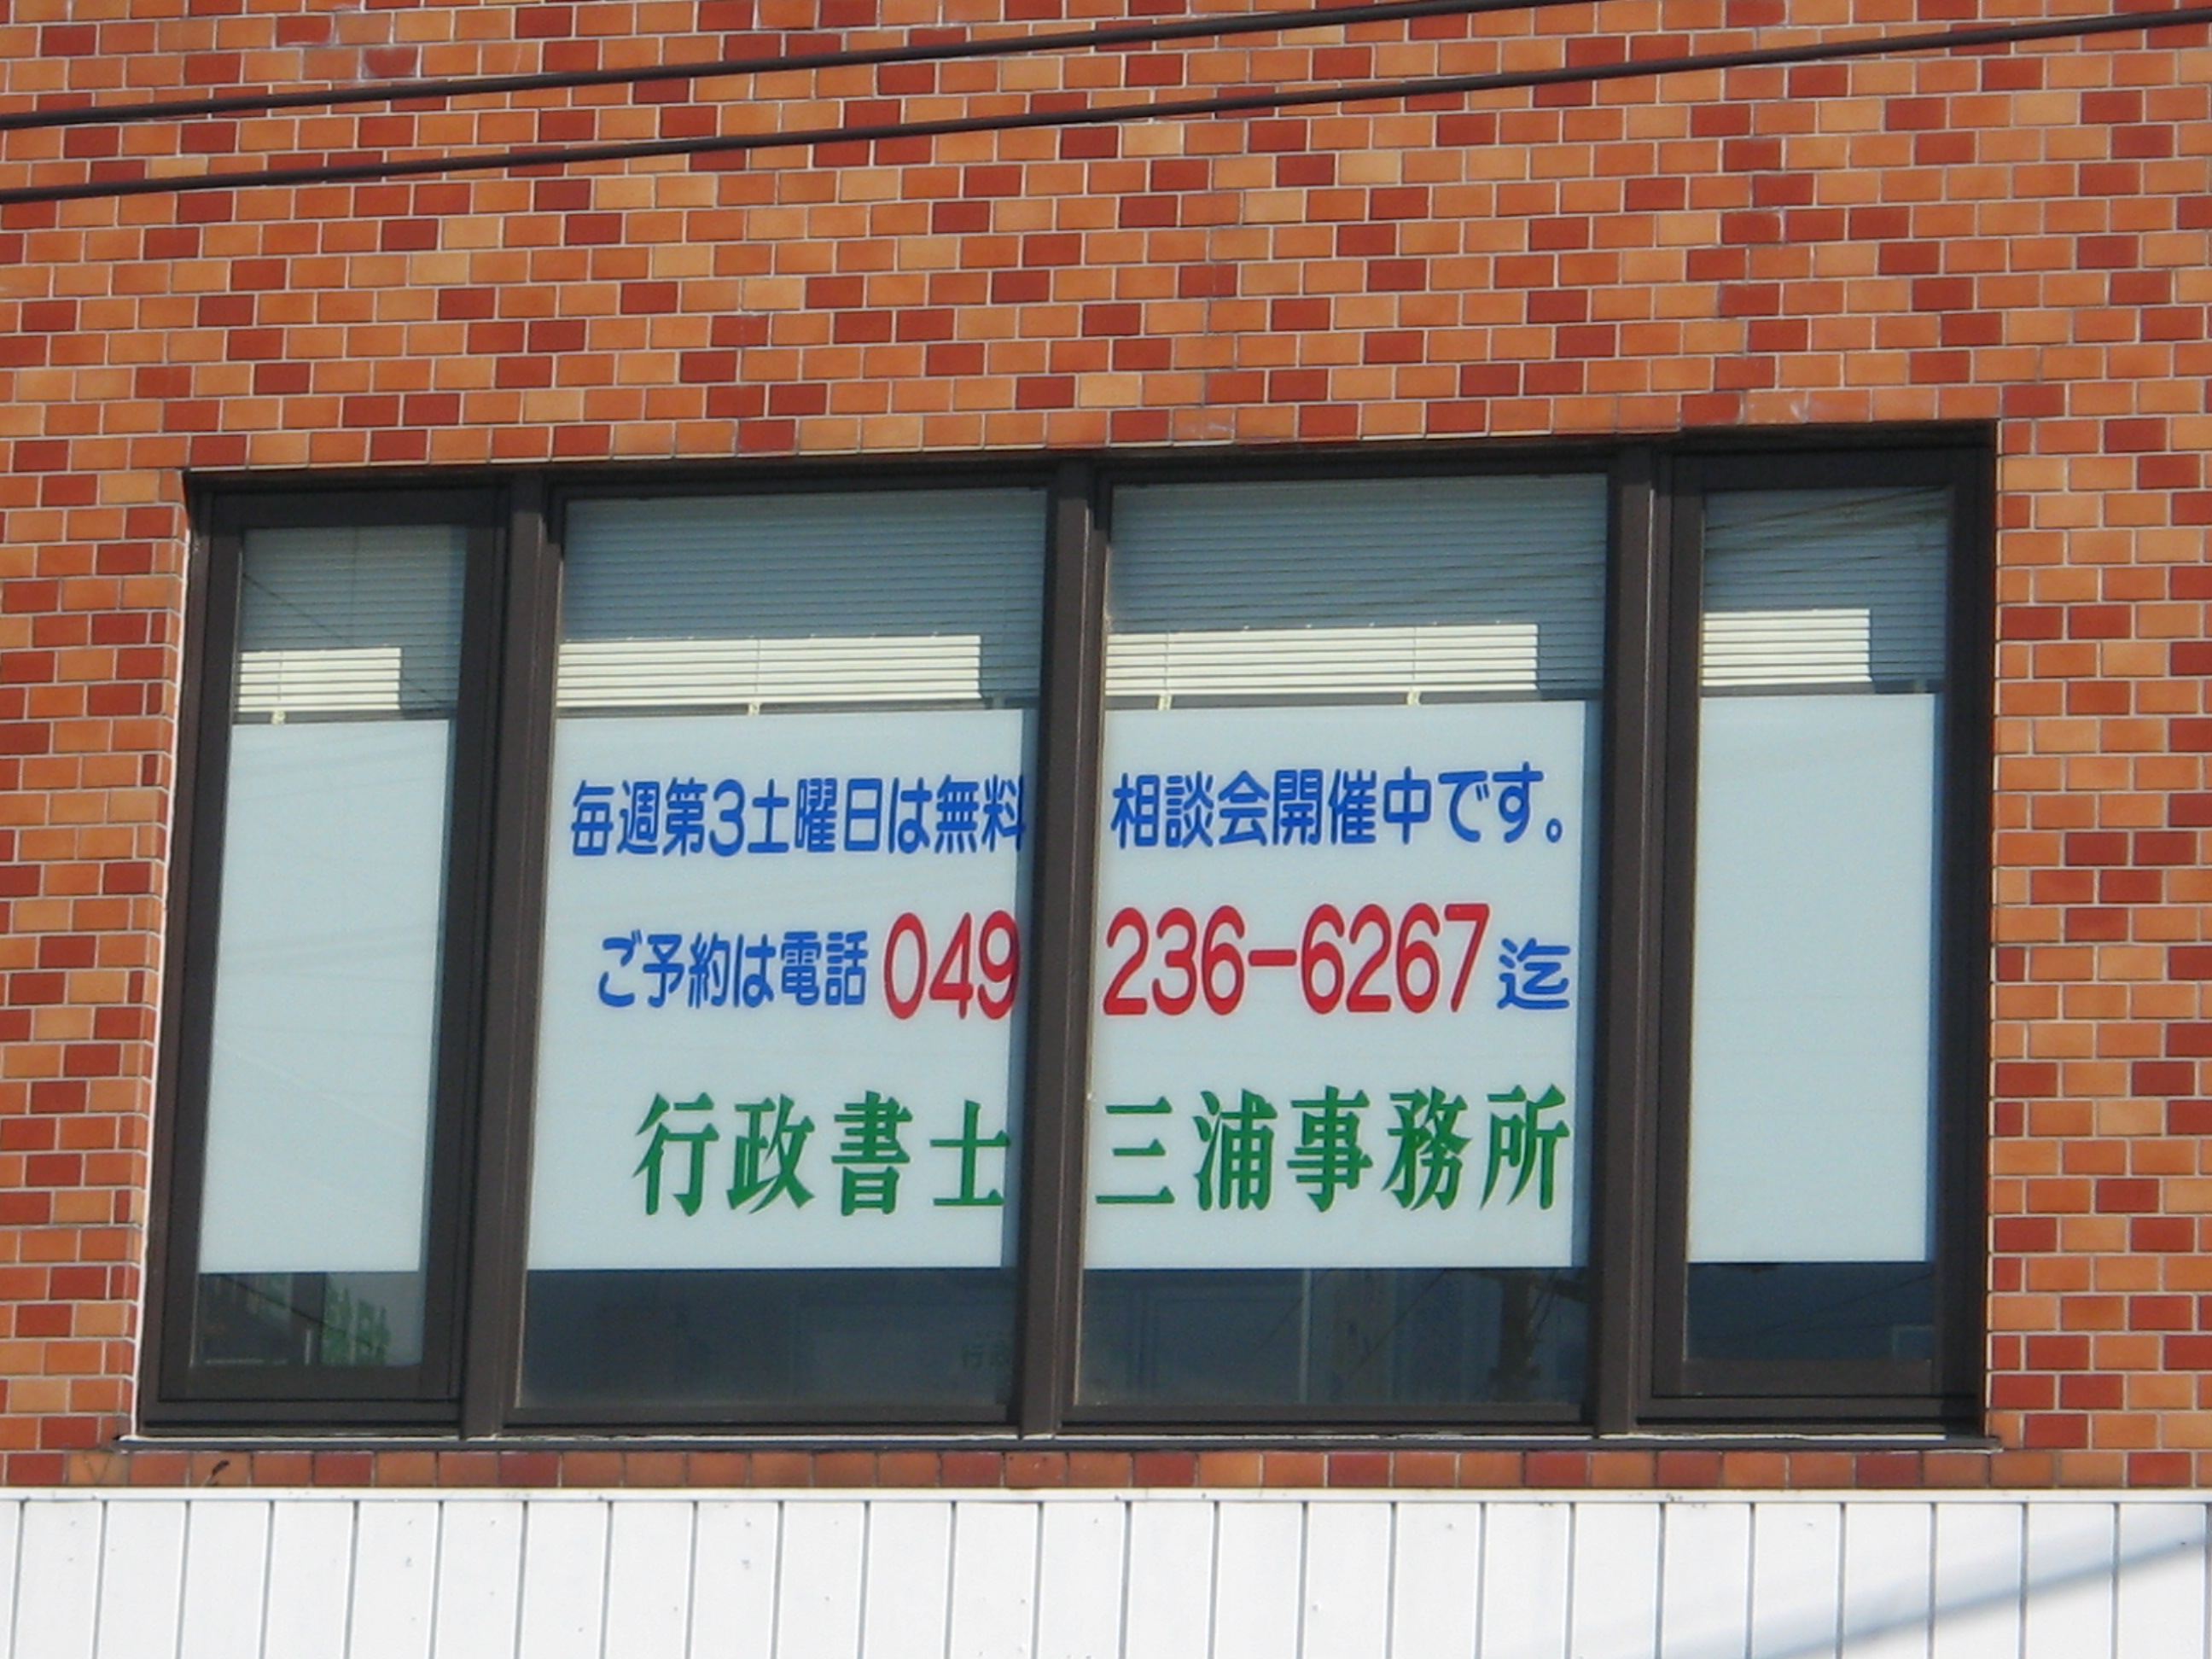 毎週第3土曜日は無料相談会開催中です。
ご予約は電話049 236-6267迄
行政書士三浦事務所